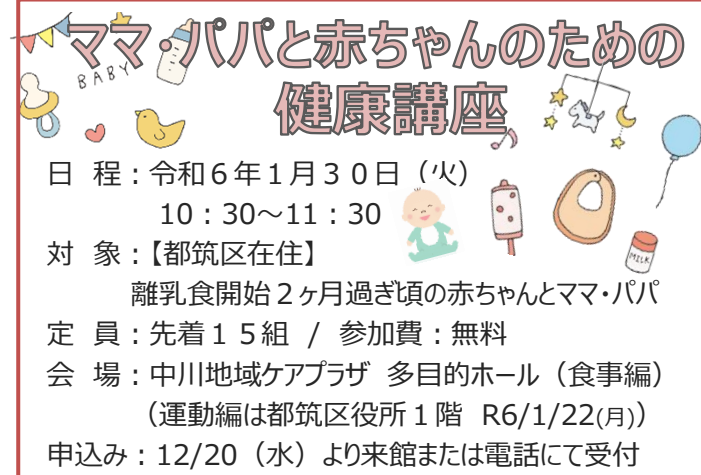 ママ・パパと赤ちゃんのための
BABY
健康講座
日 程：令和６年１月３０日（火）
10：30～11：30
対 象：【都筑区在住】
離乳食開始２ヶ月過ぎ頃の赤ちゃんとママ・パパ
MILK
定 員：先着１５組 / 参加費：無料
会 場：中川地域ケアプラザ 多目的ホール（食事編）
（運動編は都筑区役所１階 R6/1/22(月)）
申込み：12/20（水）より来館または電話にて受付